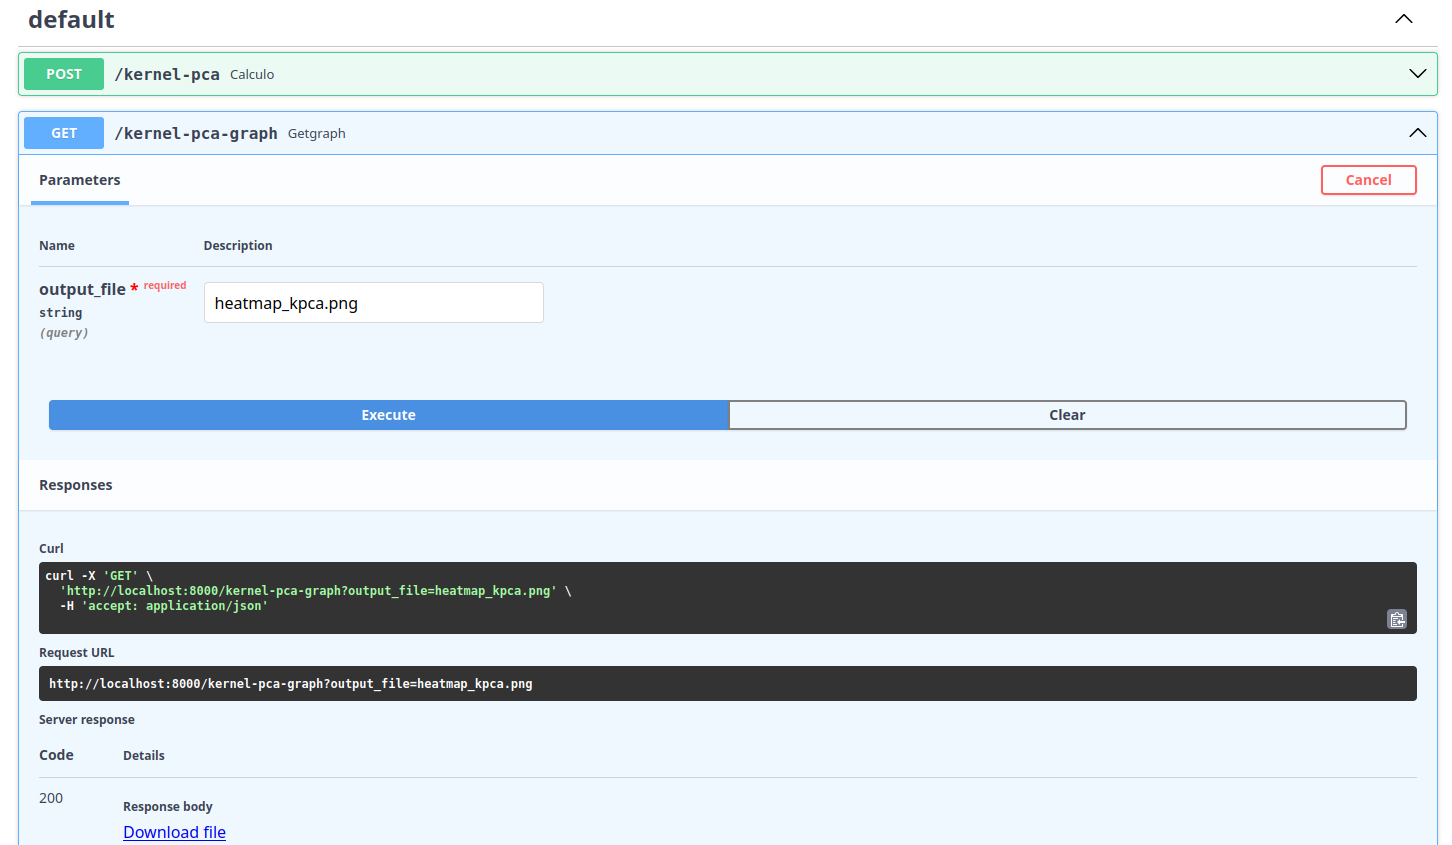 default
POST /kernel-pca Calculo
GET /kernel-pca-graph Getgraph
Parameters Cancel
Name Description
output_file * required
string
(query)
heatmap_kpca.png
Execute Clear
Responses
Curl
curl -X 'GET' \
'http://localhost:8000/kernel-pca-graph?output_file=heatmap_kpca.png' \
-H 'accept: application/json'
Request URL
http://localhost:8000/kernel-pca-graph?output_file=heatmap_kpca.png
Server response
Code Details
200
Response body
Download file